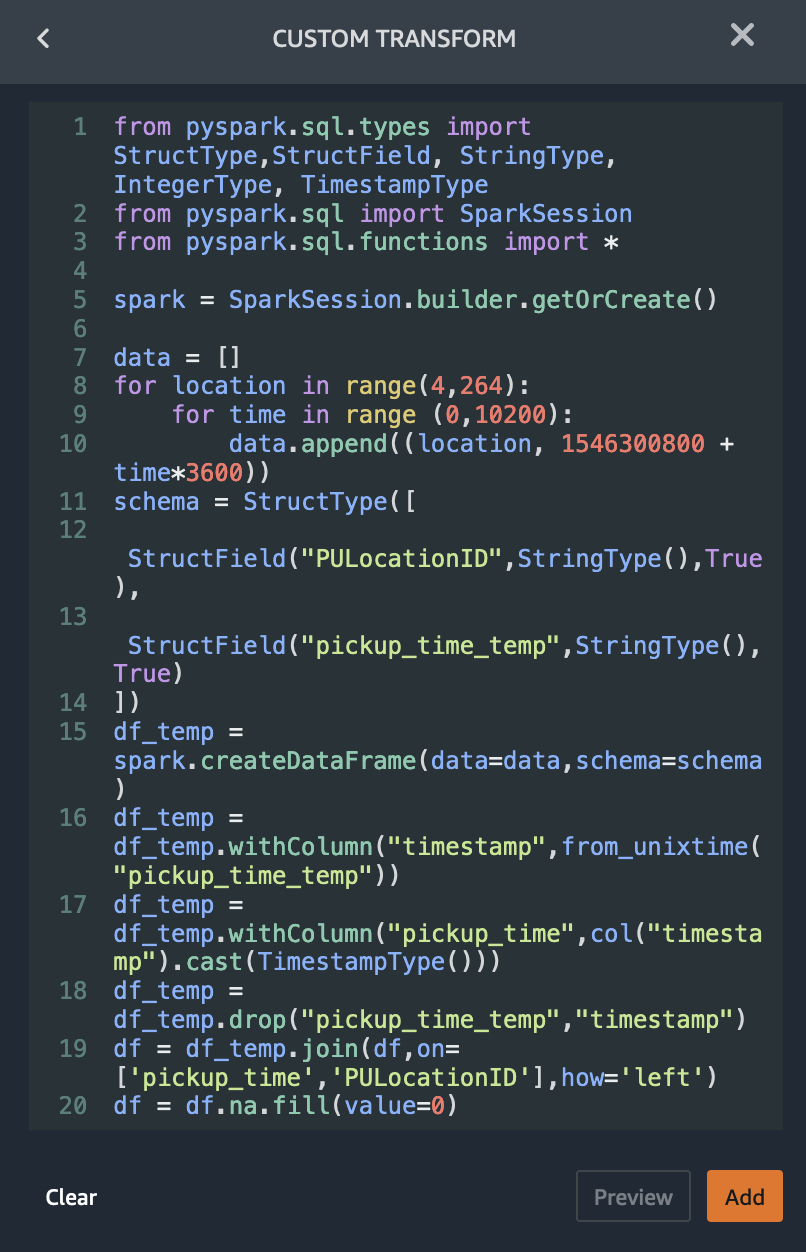 CUSTOM TRANSFORM
1 from pyspark.sql.types import
StructType,StructField, StringType,
IntegerType, TimestampType
2 from pyspark.sql import SparkSession
3 from pyspark.sql.functions import *
4
5 spark = SparkSession.builder.getOrCreate()
6
7 data = []
8 for location in range(4,264):
9     for time in range (0,10200):
10         data.append((location, 1546300800 +
time*3600))
11 schema = StructType([
12
 StructField("PULocationID",StringType(),True
),
13
 StructField("pickup_time_temp",StringType(),
True)
14 ])
15 df_temp =
spark.createDataFrame(data=data,schema=schema
)
16 df_temp =
df_temp.withColumn("timestamp",from_unixtime(
"pickup_time_temp"))
17 df_temp =
df_temp.withColumn("pickup_time",col("timesta
mp").cast(TimestampType()))
18 df_temp =
df_temp.drop("pickup_time_temp","timestamp")
19 df = df_temp.join(df,on=
['pickup_time','PULocationID'],how='left')
20 df = df.na.fill(value=0)
Clear
Preview
Add